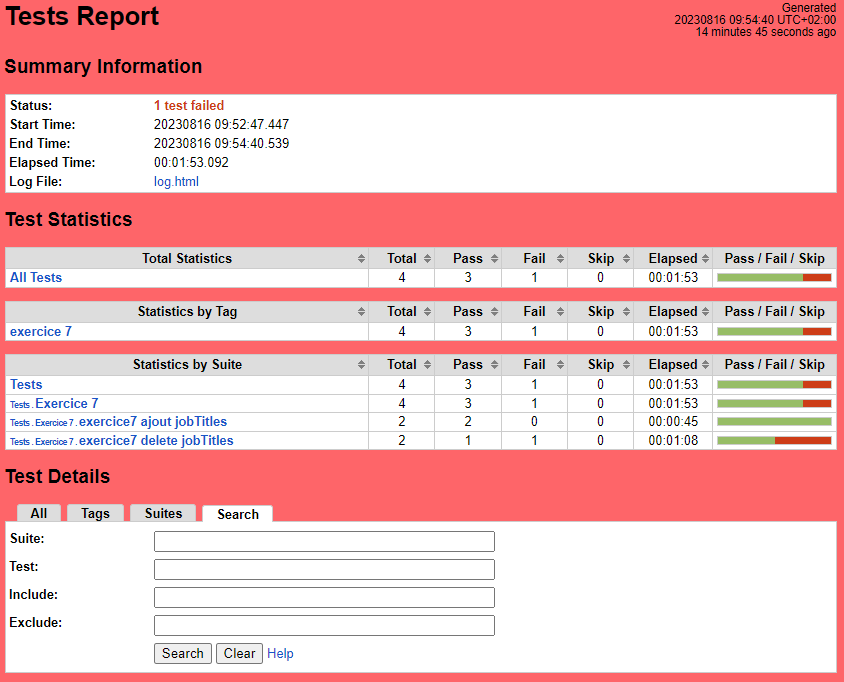 Tests Report
Generated
20230816 09:54:40 UTC+02:00
14 minutes 45 seconds ago
Summary Information
Status: 1 test failed
Start Time: 20230816 09:52:47.447
End Time: 20230816 09:54:40.539
Elapsed Time: 00:01:53.092
Log File: log.html
Test Statistics
Total Statistics Total Pass Fail Skip Elapsed Pass / Fail / Skip
All Tests 4 3 1 0 00:01:53
Statistics by Tag Total Pass Fail Skip Elapsed Pass / Fail / Skip
exercice 7 4 3 1 0 00:01:53
Statistics by Suite Total Pass Fail Skip Elapsed Pass / Fail / Skip
Tests 4 3 1 0 00:01:53
Tests . Exercice 7 4 3 1 0 00:01:53
Tests . Exercice 7 . exercice7 ajout jobTitles 2 2 0 0 00:00:45
Tests . Exercice 7 . exercice7 delete jobTitles 2 1 1 0 00:01:08
Test Details
All Tags Suites Search
Suite:
Test:
Include:
Exclude:
Search Clear Help